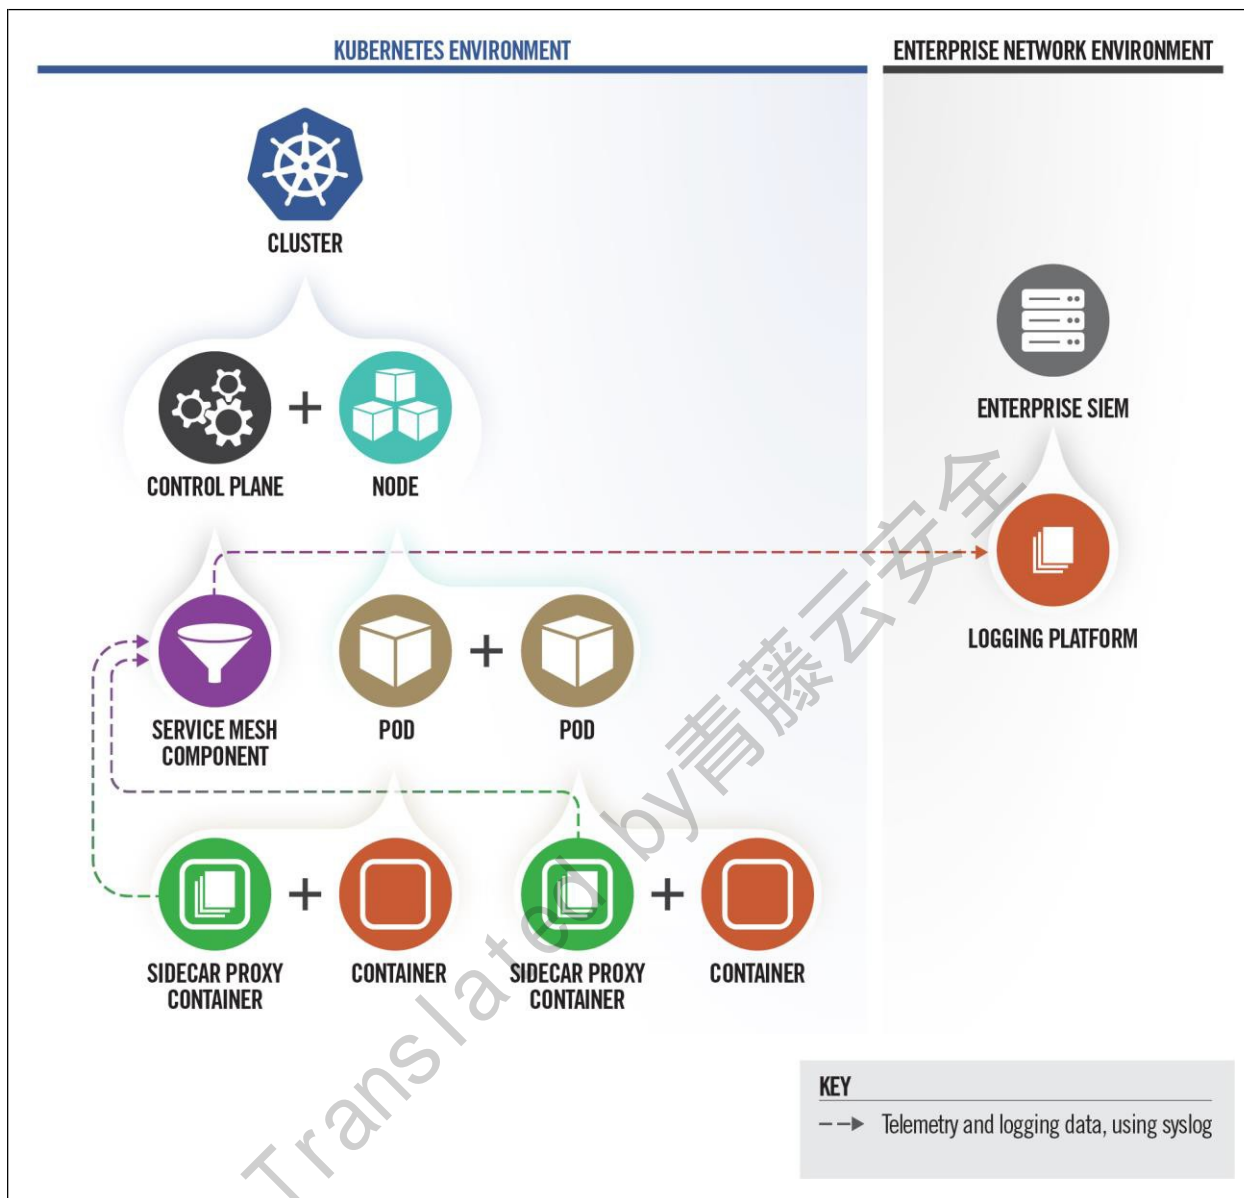 KUBERNETES ENVIRONMENT
ENTERPRISE NETWORK ENVIRONMENT
CLUSTER
CONTROL PLANE
NODE
ENTERPRISE SIEM
LOGGING PLATFORM
SERVICE MESH
COMPONENT
POD
POD
SIDECAR PROXY
CONTAINER
CONTAINER
SIDECAR PROXY
CONTAINER
CONTAINER
KEY
Telemetry and logging data, using syslog
Translated by青藤云安全